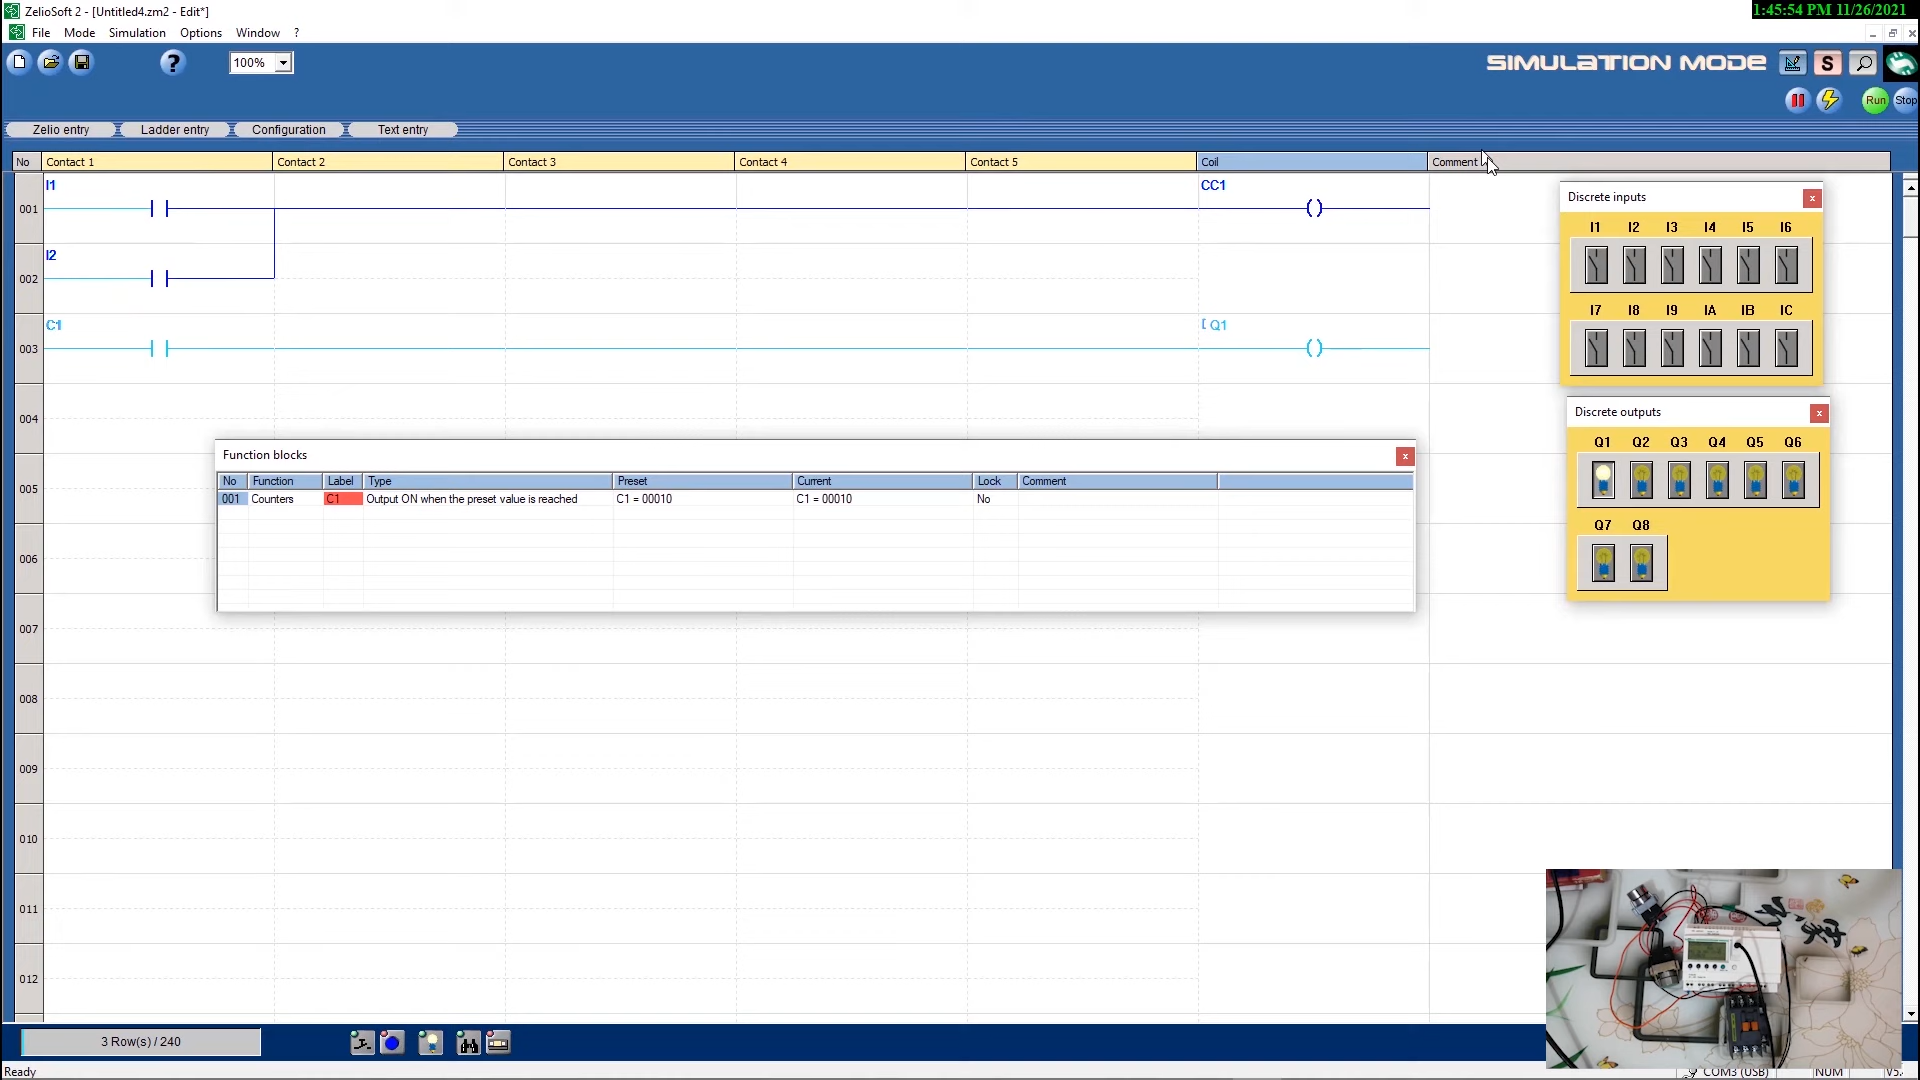 ZelioSoft 2 - [Untitled4.zm2 - Edit*]
1:45:54 PM 11/26/2021
File Mode Simulation Options Window ?
100%
SIMULATION MODE
S
Run Stop
Zelio entry Ladder entry Configuration Text entry
No Contact 1 Contact 2 Contact 3 Contact 4 Contact 5 Coil Comment
I1 CC1
001
I2
002
C1 [ Q1
003
004
005
006
007
008
009
010
011
012
Discrete inputs
I1 I2 I3 I4 I5 I6
I7 I8 I9 IA IB IC
Discrete outputs
Q1 Q2 Q3 Q4 Q5 Q6
Q7 Q8
Function blocks
No Function Label Type Preset Current Lock Comment
001 Counters C1 Output ON when the preset value is reached C1 = 00010 C1 = 00010 No
3 Row(s) / 240
Ready
COM3 (USB) NUM